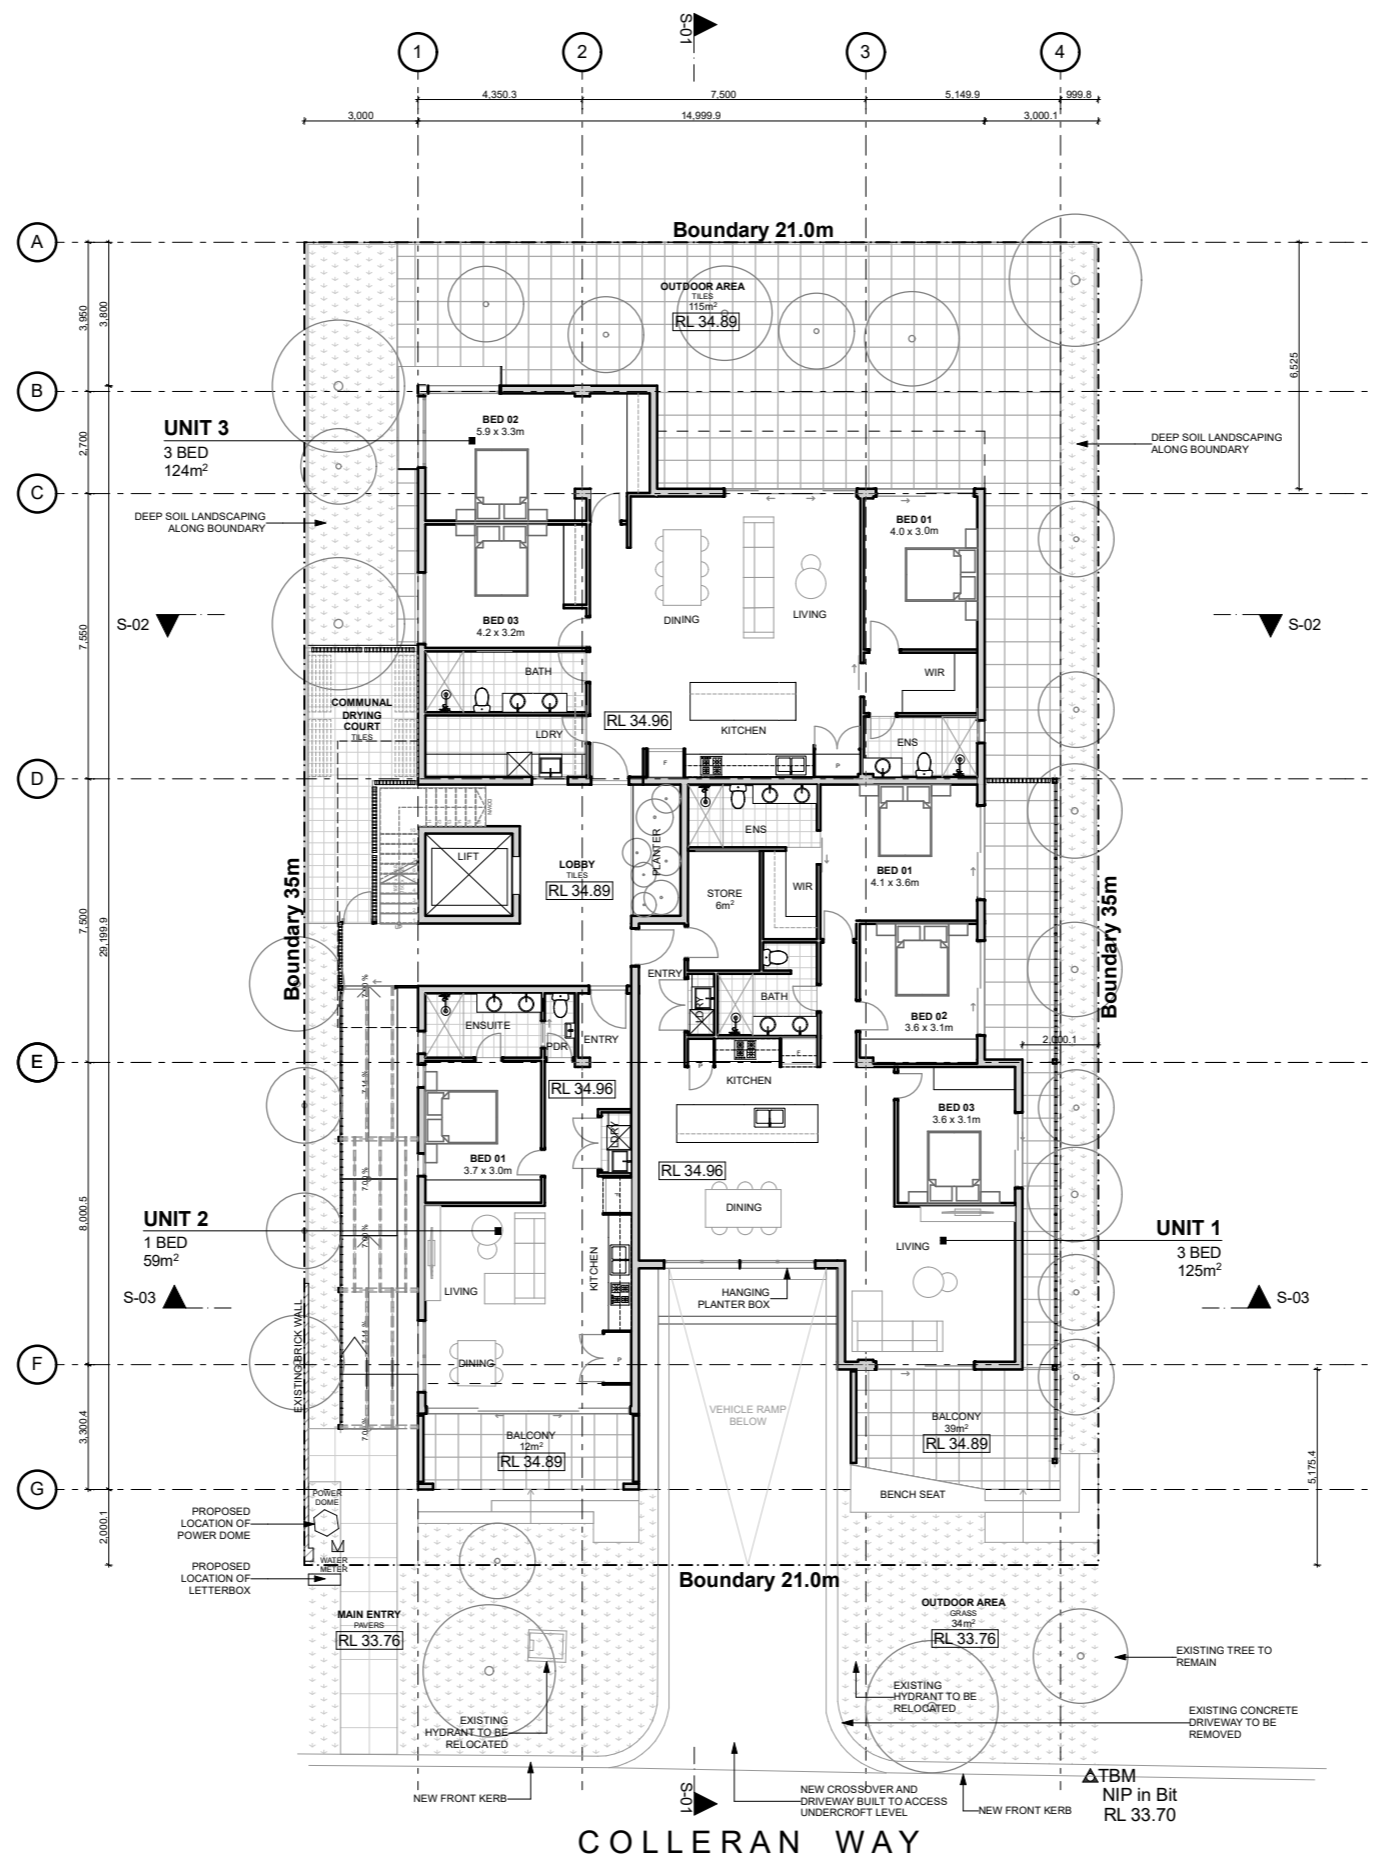 S-01
1
2
3
4
4,350.3
7,500
5,149.9
999.8
3,000
14,999.9
3,000.1
A
Boundary 21.0m
3,950
3,800
OUTDOOR AREA
TILES
115m²
RL 34.89
6,525
B
UNIT 3
3 BED
124m²
BED 02
5.9 x 3.3m
2,700
DEEP SOIL LANDSCAPING
ALONG BOUNDARY
C
DEEP SOIL LANDSCAPING
ALONG BOUNDARY
BED 01
4.0 x 3.0m
S-02
BED 03
4.2 x 3.2m
DINING
LIVING
S-02
7,550
BATH
WIR
COMMUNAL
DRYING
COURT
TILES
RL 34.96
KITCHEN
LDRY
ENS
F
P
D
DOWN
LIFT
LOBBY
TILES
RL 34.89
PLANTER
ENS
STORE
6m²
WIR
BED 01
4.1 x 3.6m
Boundary 35m
Boundary 35m
7,500
29,199.9
ENTRY
LDRY
BATH
BED 02
3.6 x 3.1m
ENSUITE
PDR
ENTRY
2,000.1
E
RL 34.96
KITCHEN
BED 03
3.6 x 3.1m
LDRY
BED 01
3.7 x 3.0m
RL 34.96
DINING
8,000.5
UNIT 2
1 BED
59m²
LIVING
UNIT 1
3 BED
125m²
LIVING
KITCHEN
HANGING
PLANTER BOX
S-03
S-03
EXISTING BRICK WALL
F
DINING
P
3,300.4
VEHICLE RAMP
BELOW
BALCONY
12m²
RL 34.89
BALCONY
39m²
RL 34.89
5,175.4
G
BENCH SEAT
POWER
DOME
PROPOSED
LOCATION OF
POWER DOME
2,000.1
WATER
METER
PROPOSED
LOCATION OF
LETTERBOX
Boundary 21.0m
MAIN ENTRY
PAVERS
RL 33.76
OUTDOOR AREA
GRASS
34m²
RL 33.76
EXISTING TREE TO
REMAIN
EXISTING
HYDRANT TO BE
RELOCATED
EXISTING
HYDRANT TO BE
RELOCATED
EXISTING CONCRETE
DRIVEWAY TO BE
REMOVED
NEW FRONT KERB
S-01
NEW CROSSOVER AND
DRIVEWAY BUILT TO ACCESS
UNDERCROFT LEVEL
NEW FRONT KERB
TBM
NIP in Bit
RL 33.70
COLLERAN WAY